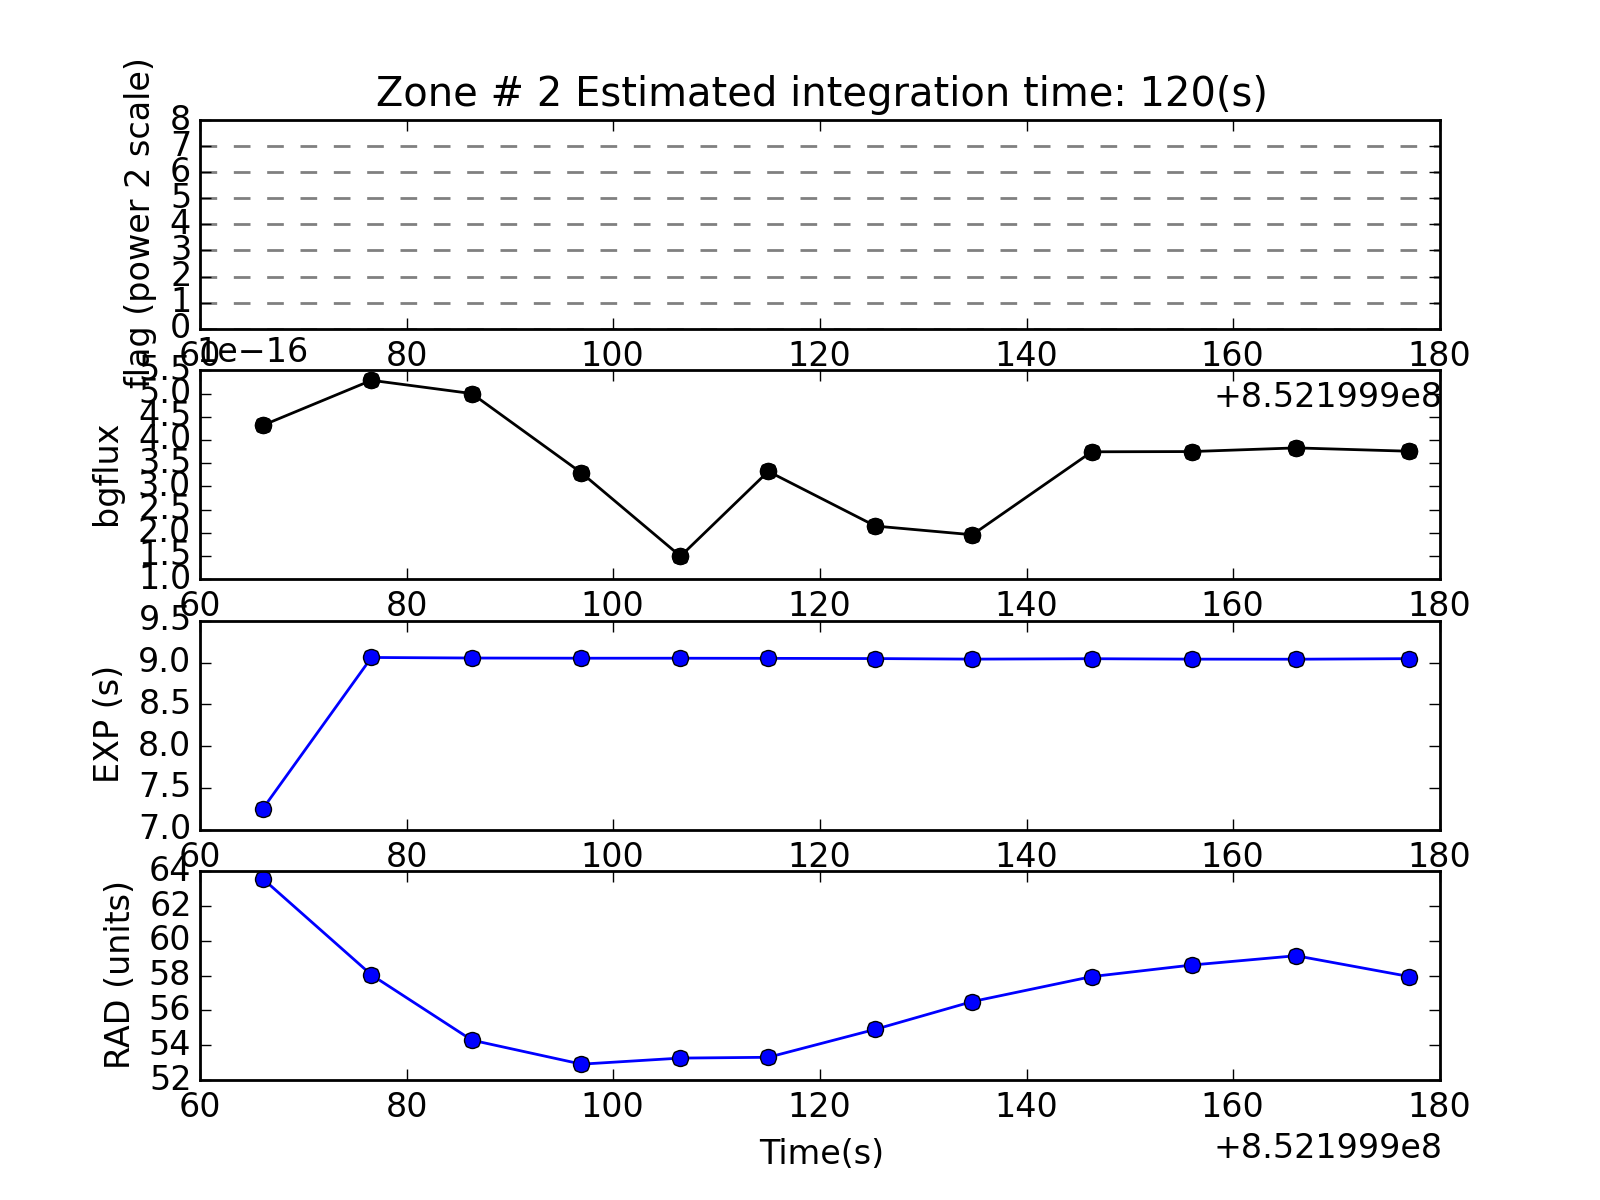 Zone # 2 Estimated integration time: 120(s)
flag (power 2 scale)
8
7
6
5
4
3
2
1
0
60 80 100 120 140 160 180
1e−16
+8.521999e8
bgflux
5.5
5.0
4.5
4.0
3.5
3.0
2.5
2.0
1.5
1.0
60 80 100 120 140 160 180
EXP (s)
9.5
9.0
8.5
8.0
7.5
7.0
60 80 100 120 140 160 180
RAD (units)
64
62
60
58
56
54
52
60 80 100 120 140 160 180
Time(s)
+8.521999e8